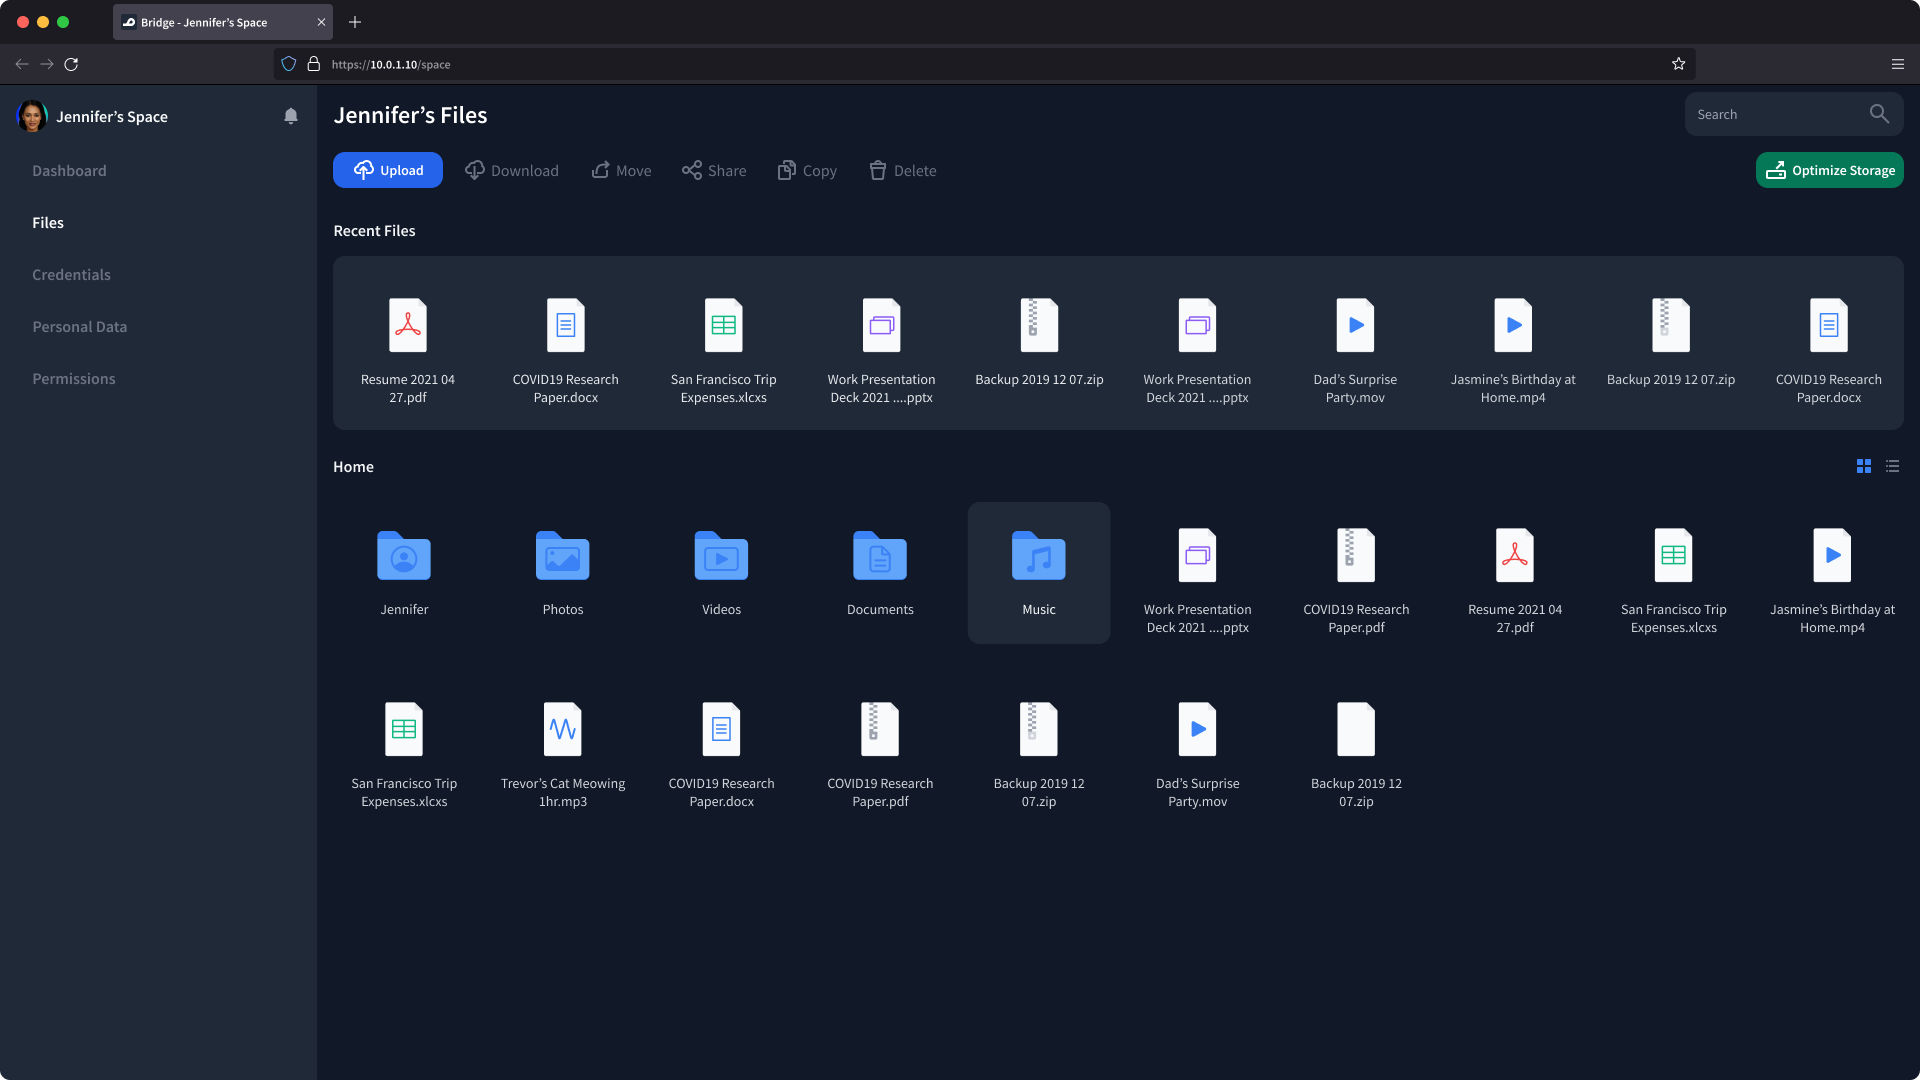 Bridge - Jennifer’s Space
https://10.0.1.10/space
Jennifer’s Space
Dashboard
Files
Credentials
Personal Data
Permissions
Jennifer’s Files
Search
Upload
Download
Move
Share
Copy
Delete
Optimize Storage
Recent Files
Resume 2021 04
27.pdf
COVID19 Research
Paper.docx
San Francisco Trip
Expenses.xlcxs
Work Presentation
Deck 2021 ....pptx
Backup 2019 12 07.zip
Work Presentation
Deck 2021 ....pptx
Dad’s Surprise
Party.mov
Jasmine’s Birthday at
Home.mp4
Backup 2019 12 07.zip
COVID19 Research
Paper.docx
Home
Jennifer
Photos
Videos
Documents
Music
Work Presentation
Deck 2021 ....pptx
COVID19 Research
Paper.pdf
Resume 2021 04
27.pdf
San Francisco Trip
Expenses.xlcxs
Jasmine’s Birthday at
Home.mp4
San Francisco Trip
Expenses.xlcxs
Trevor’s Cat Meowing
1hr.mp3
COVID19 Research
Paper.docx
COVID19 Research
Paper.pdf
Backup 2019 12
07.zip
Dad’s Surprise
Party.mov
Backup 2019 12
07.zip